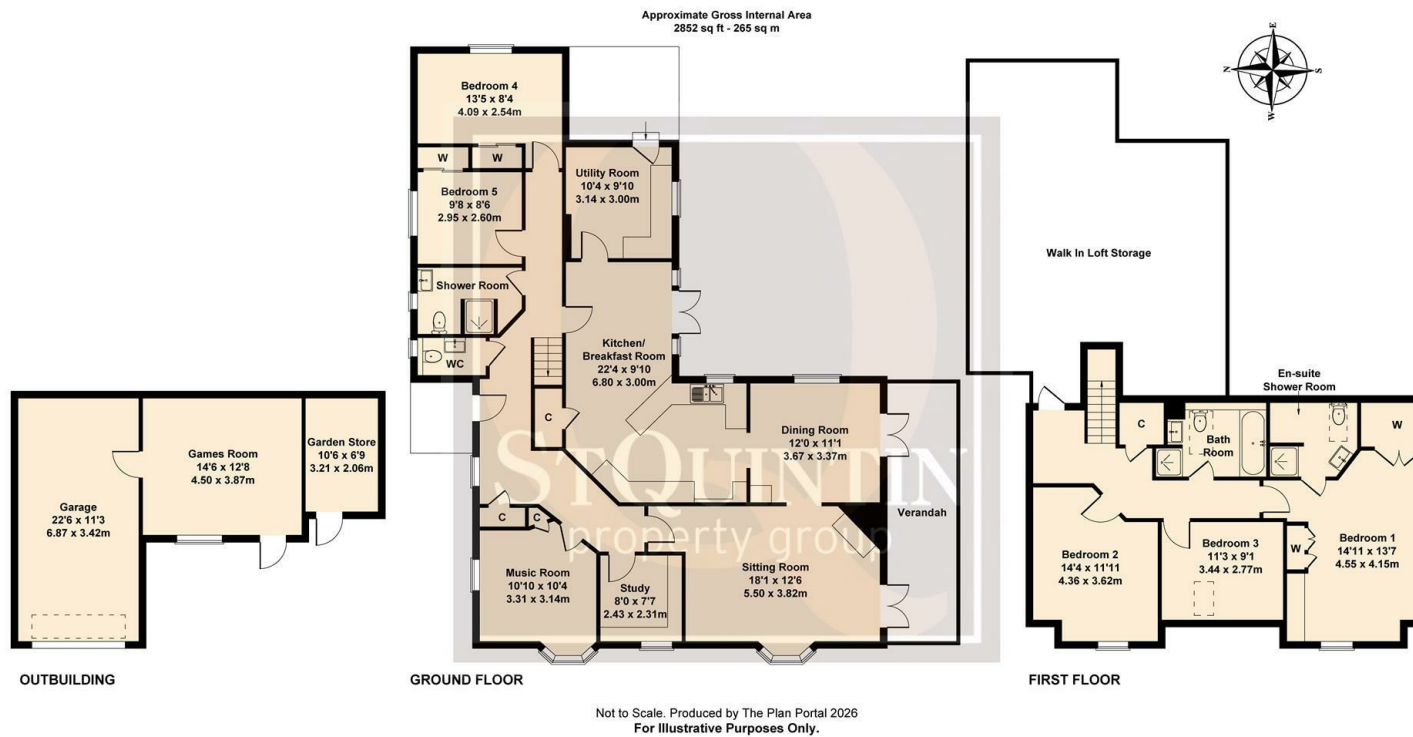 Approximate Gross Internal Area
2852 sq ft - 265 sq m
N
E
S
W
Bedroom 4
13'5 x 8'4
4.09 x 2.54m
W
W
Bedroom 5
9'8 x 8'6
2.95 x 2.60m
Utility Room
10'4 x 9'10
3.14 x 3.00m
Shower Room
WC
Kitchen/
Breakfast Room
22'4 x 9'10
6.80 x 3.00m
C
Dining Room
12'0 x 11'1
3.67 x 3.37m
Verandah
STQUINTIN
property group
C
C
Music Room
10'10 x 10'4
3.31 x 3.14m
Study
8'0 x 7'7
2.43 x 2.31m
Sitting Room
18'1 x 12'6
5.50 x 3.82m
Garage
22'6 x 11'3
6.87 x 3.42m
Games Room
14'6 x 12'8
4.50 x 3.87m
Garden Store
10'6 x 6'9
3.21 x 2.06m
Walk In Loft Storage
En-suite
Shower Room
C
Bath
Room
W
W
Bedroom 2
14'4 x 11'11
4.36 x 3.62m
Bedroom 3
11'3 x 9'1
3.44 x 2.77m
Bedroom 1
14'11 x 13'7
4.55 x 4.15m
OUTBUILDING
GROUND FLOOR
FIRST FLOOR
Not to Scale. Produced by The Plan Portal 2026
For Illustrative Purposes Only.